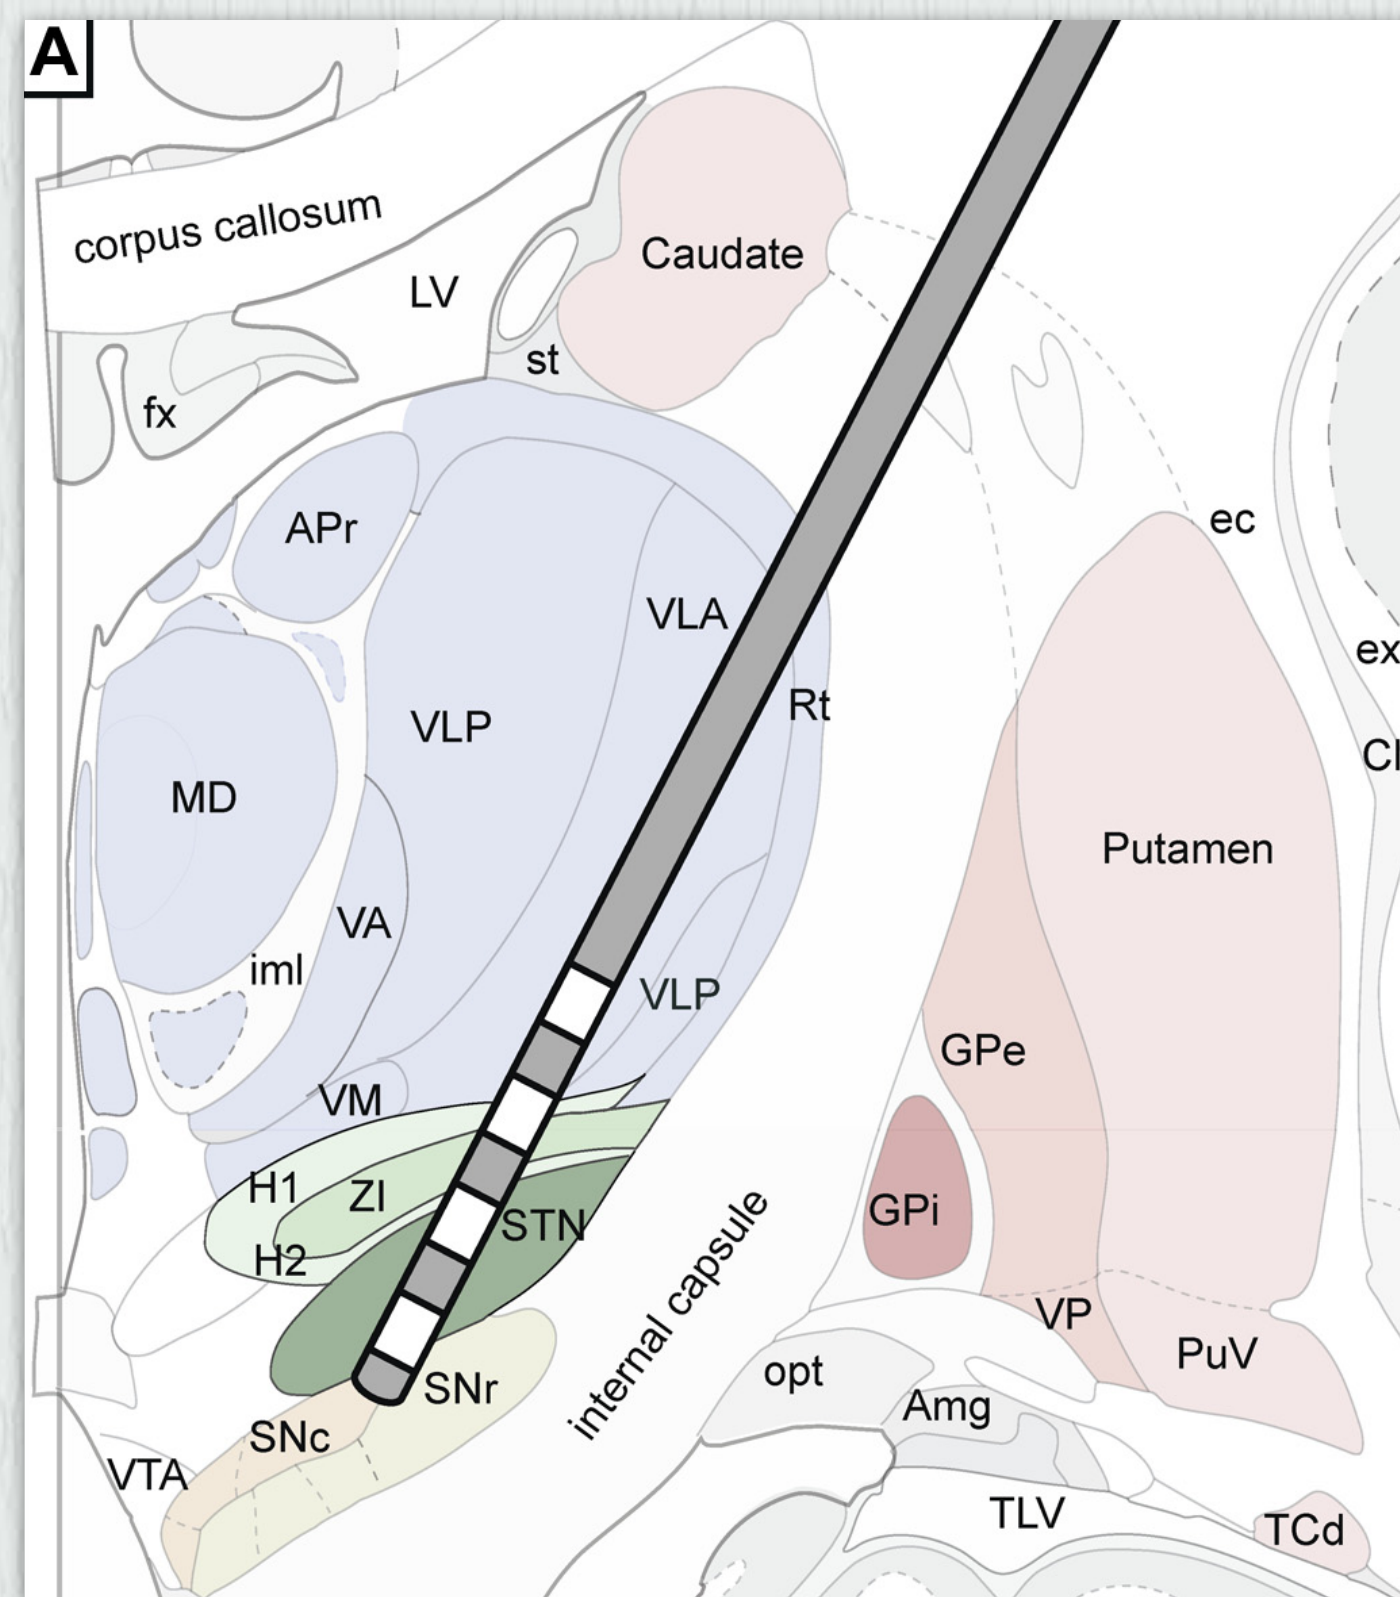 A
corpus callosum
Caudate
LV
st
fx
ec
APr
VLA
ex
Rt
VLP
Cl
MD
Putamen
VA
iml
VLP
GPe
VM
H1
ZI
GPi
STN
H2
internal capsule
VP
PuV
opt
SNr
Amg
SNc
VTA
TLV
TCd